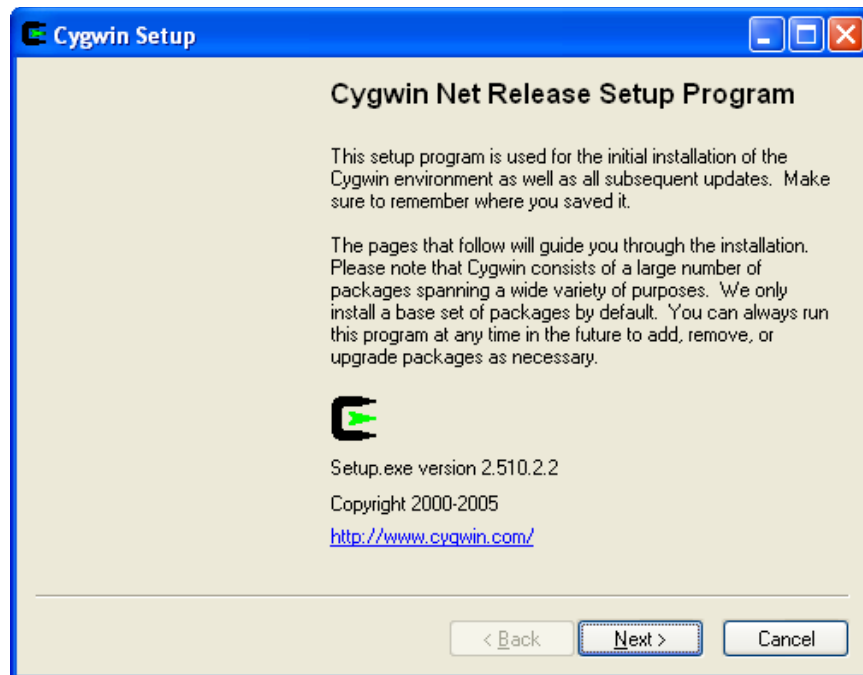 Cygwin Setup
Cygwin Net Release Setup Program
This setup program is used for the initial installation of the
Cygwin environment as well as all subsequent updates.  Make
sure to remember where you saved it.
The pages that follow will guide you through the installation.
Please note that Cygwin consists of a large number of
packages spanning a wide variety of purposes.  We only
install a base set of packages by default.  You can always run
this program at any time in the future to add, remove, or
upgrade packages as necessary.
Setup.exe version 2.510.2.2
Copyright 2000-2005
http://www.cygwin.com/
< Back
Next >
Cancel